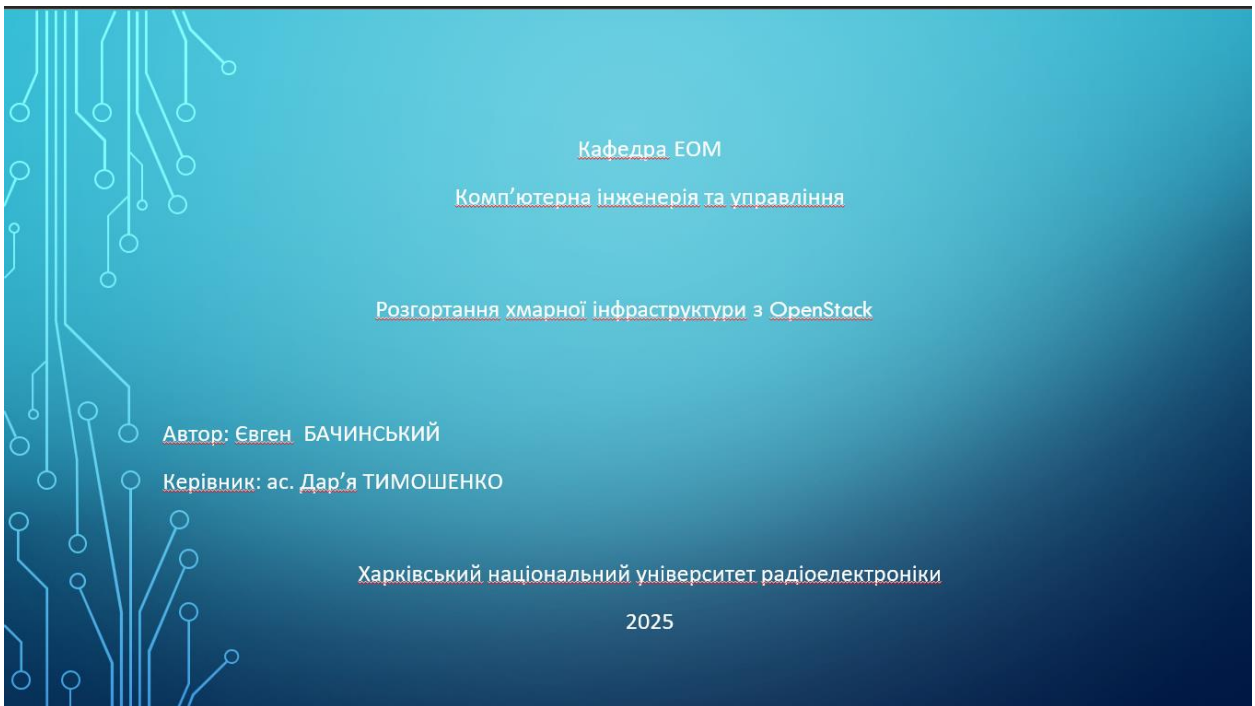 Кафедра ЕОМ
Комп’ютерна інженерія та управління
Розгортання хмарної інфраструктури з OpenStack
Автор: Євген БАЧИНСЬКИЙ
Керівник: ас. Дар’я ТИМОШЕНКО
Харківський національний університет радіоелектроніки
2025